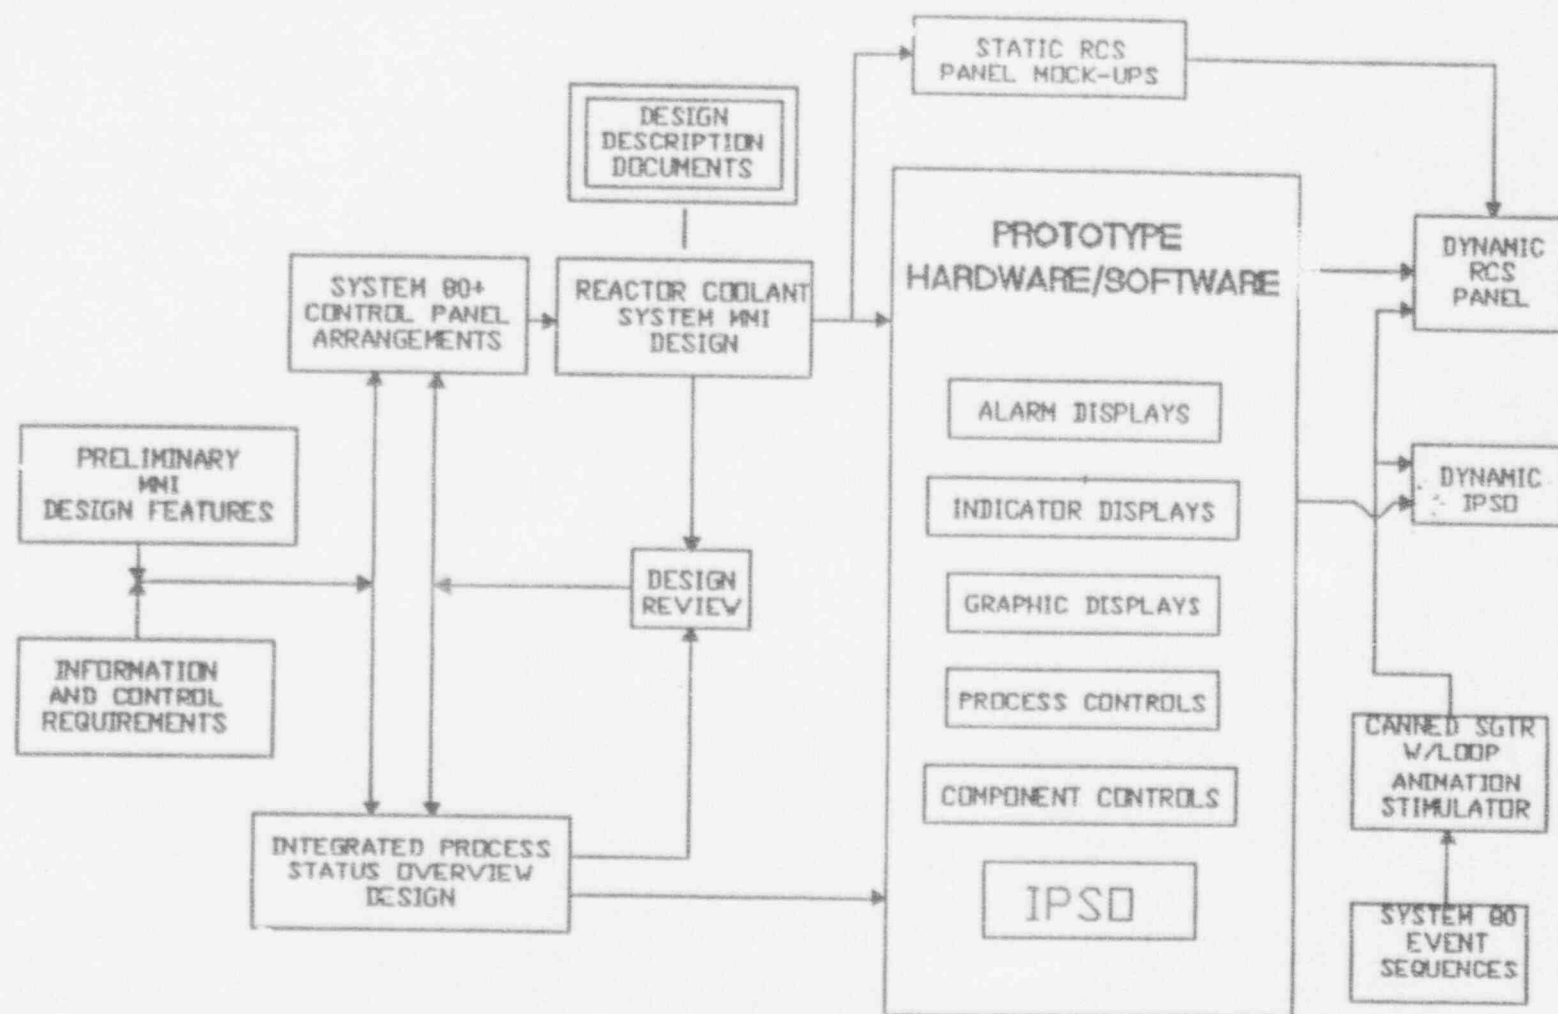 STATIC RCS
PANEL MOCK-UPS
DESIGN
DESCRIPTION
DOCUMENTS
PROTOTYPE
HARDWARE/SOFTWARE
DYNAMIC
RCS
PANEL
SYSTEM 80+
CONTROL PANEL
ARRANGEMENTS
REACTOR COOLANT
SYSTEM MMI
DESIGN
ALARM DISPLAYS
PRELIMINARY
MMI
DESIGN FEATURES
INDICATOR DISPLAYS
DYNAMIC
IPSO
DESIGN
REVIEW
GRAPHIC DISPLAYS
INFORMATION
AND CONTROL
REQUIREMENTS
PROCESS CONTROLS
CANNED SGTR
W/LOOP
ANIMATION
STIMULATOR
COMPONENT CONTROLS
INTEGRATED PROCESS
STATUS OVERVIEW
DESIGN
IPSO
SYSTEM 80
EVENT
SEQUENCES